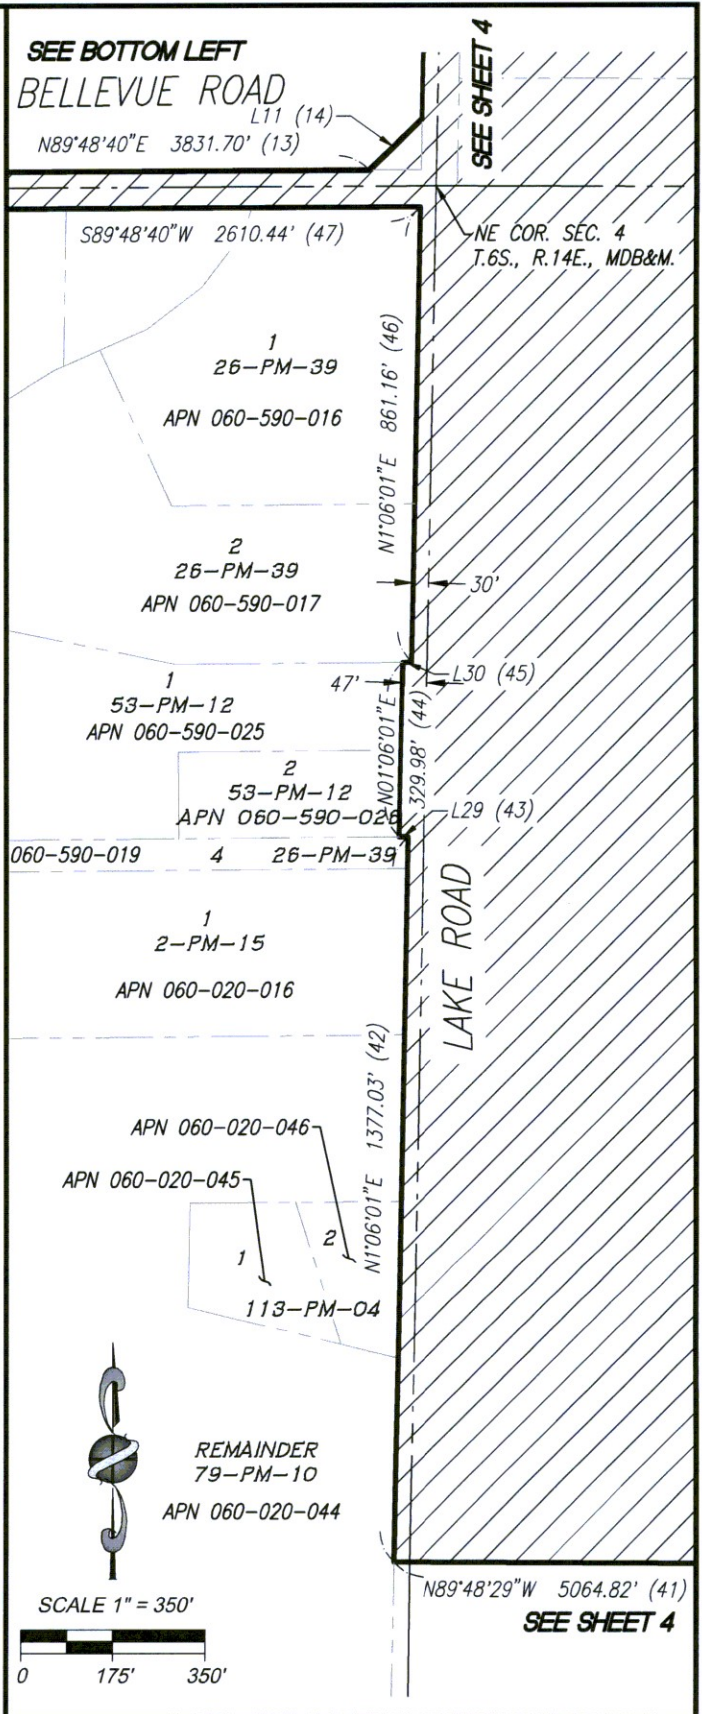 SEE BOTTOM LEFT
BELLEVUE ROAD
L11 (14)
SEE SHEET 4
N89°48'40"E 3831.70' (13)
S89°48'40"W 2610.44' (47)
NE COR. SEC. 4
T.6S., R.14E., MDB&M.
1
26-PM-39
APN 060-590-016
N1°06'01"E 861.16' (46)
2
26-PM-39
APN 060-590-017
30'
L30 (45)
47'
1
53-PM-12
APN 060-590-025
N01°06'01"E
329.98' (44)
2
53-PM-12
APN 060-590-026
L29 (43)
060-590-019 4 26-PM-39
1
2-PM-15
APN 060-020-016
LAKE ROAD
N1°06'01"E 1377.03' (42)
APN 060-020-046
APN 060-020-045
1
2
113-PM-04
REMAINDER
79-PM-10
APN 060-020-044
N89°48'29"W 5064.82' (41)
SEE SHEET 4
SCALE 1" = 350'
0 175' 350'